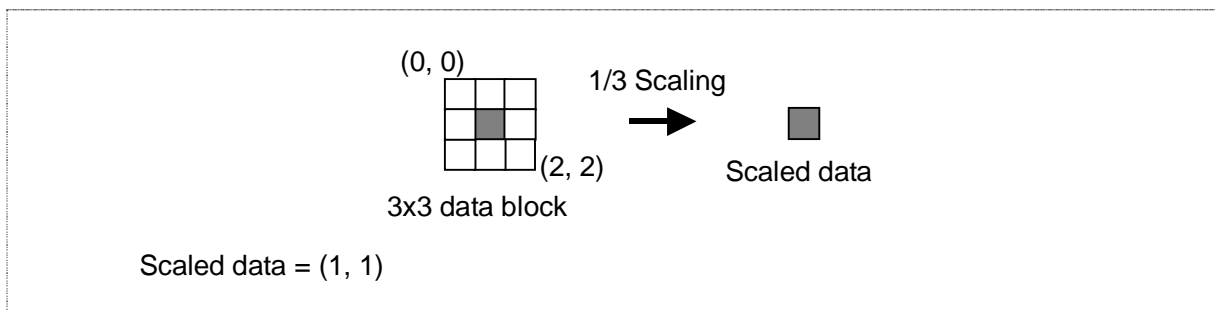 (0, 0)
1/3 Scaling
(2, 2)
Scaled data
3x3 data block
Scaled data = (1, 1)